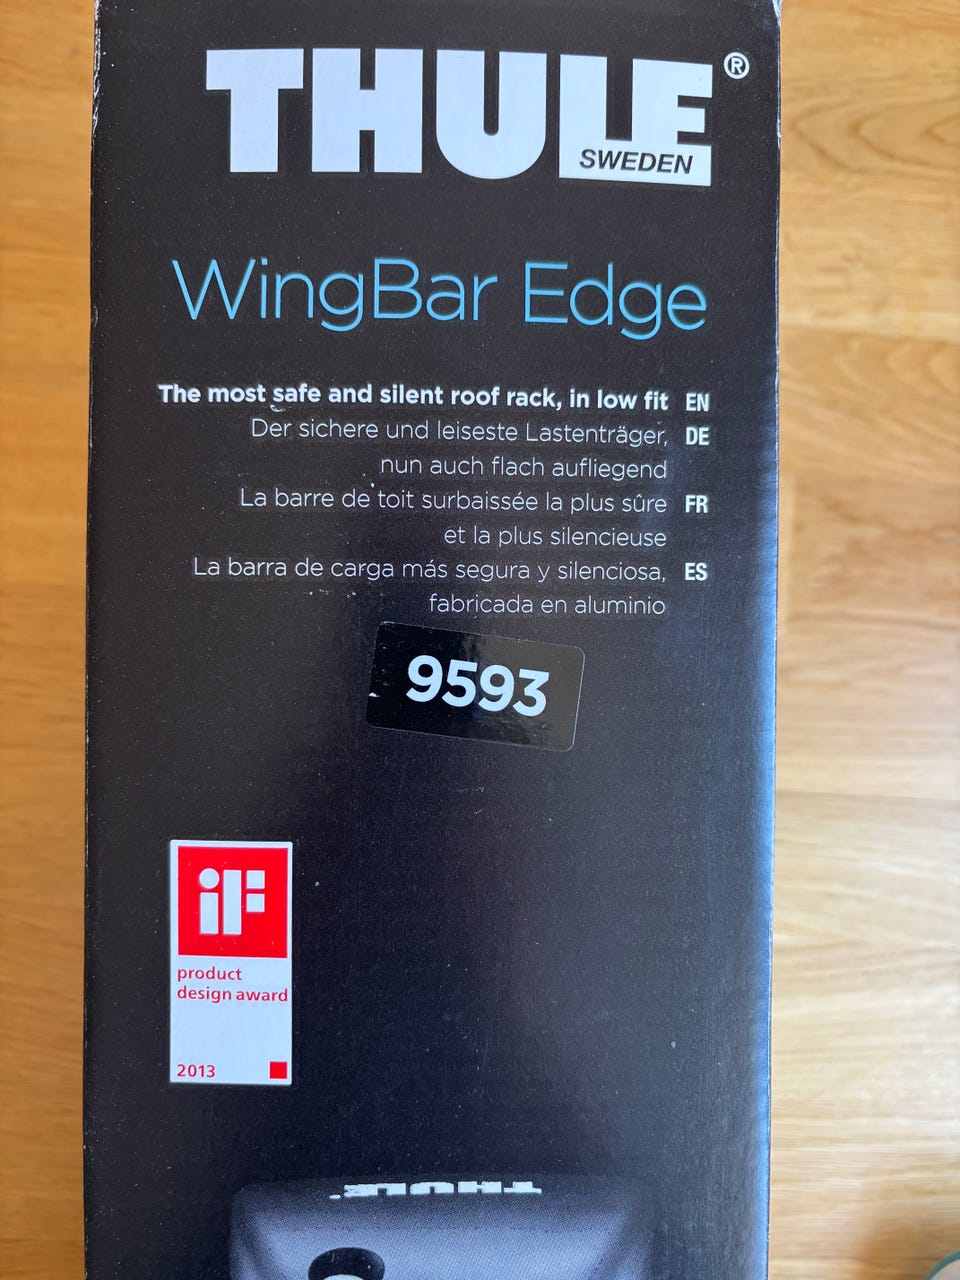 THULE®
SWEDEN
WingBar Edge
The most safe and silent roof rack, in low fit EN
Der sichere und leiseste Lastenträger, DE
nun auch flach aufliegend
La barre de toit surbaissée la plus sûre FR
et la plus silencieuse
La barra de carga más segura y silenciosa, ES
fabricada en aluminio
9593
iF
product
design award
2013
THULE